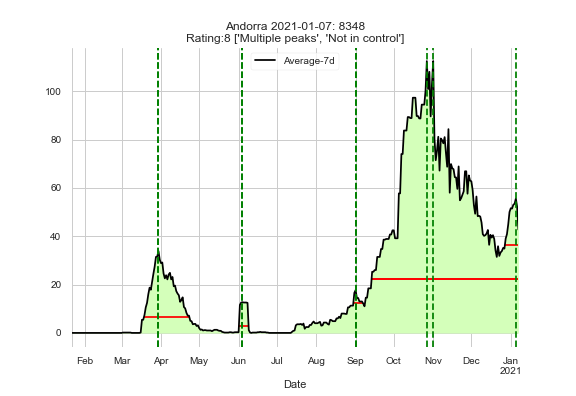 Andorra 2021-01-07: 8348
Rating:8 ['Multiple peaks', 'Not in control']
Average-7d
100
80
60
40
20
0
Feb Mar Apr May Jun Jul Aug Sep Oct Nov Dec Jan
2021
Date